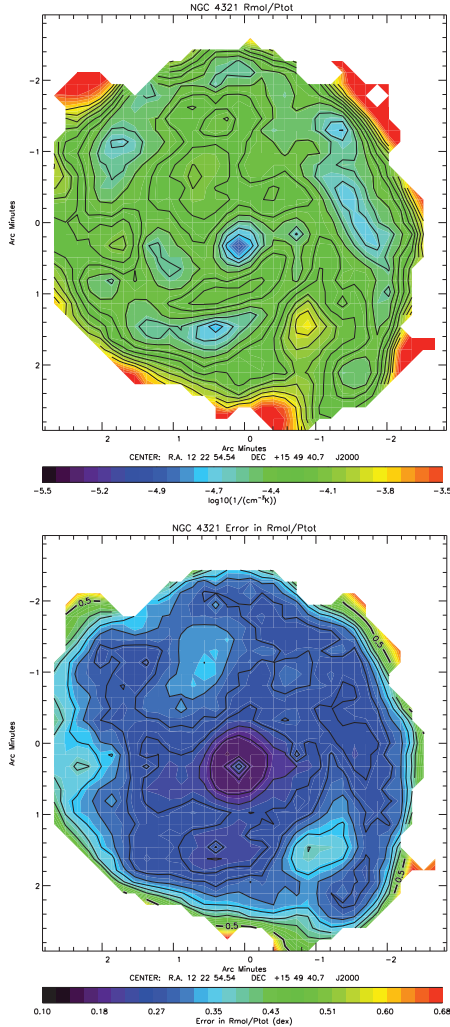 NGC 4321 Rmol/Ptot
-2
-1
0
1
2
Arc Minutes
2 1 0 -1 -2
Arc Minutes
CENTER: R.A. 12 22 54.54 DEC +15 49 40.7 J2000
-5.5 -5.2 -4.9 -4.7 -4.4 -4.1 -3.8 -3.5
log10(1/(cm⁻⁵K))
NGC 4321 Error in Rmol/Ptot
0.5
0.5
-2
-1
0
1
2
Arc Minutes
0.5
0.5
2 1 0 -1 -2
Arc Minutes
CENTER: R.A. 12 22 54.54 DEC +15 49 40.7 J2000
0.10 0.18 0.27 0.35 0.43 0.51 0.60 0.68
Error in Rmol/Ptot (dex)